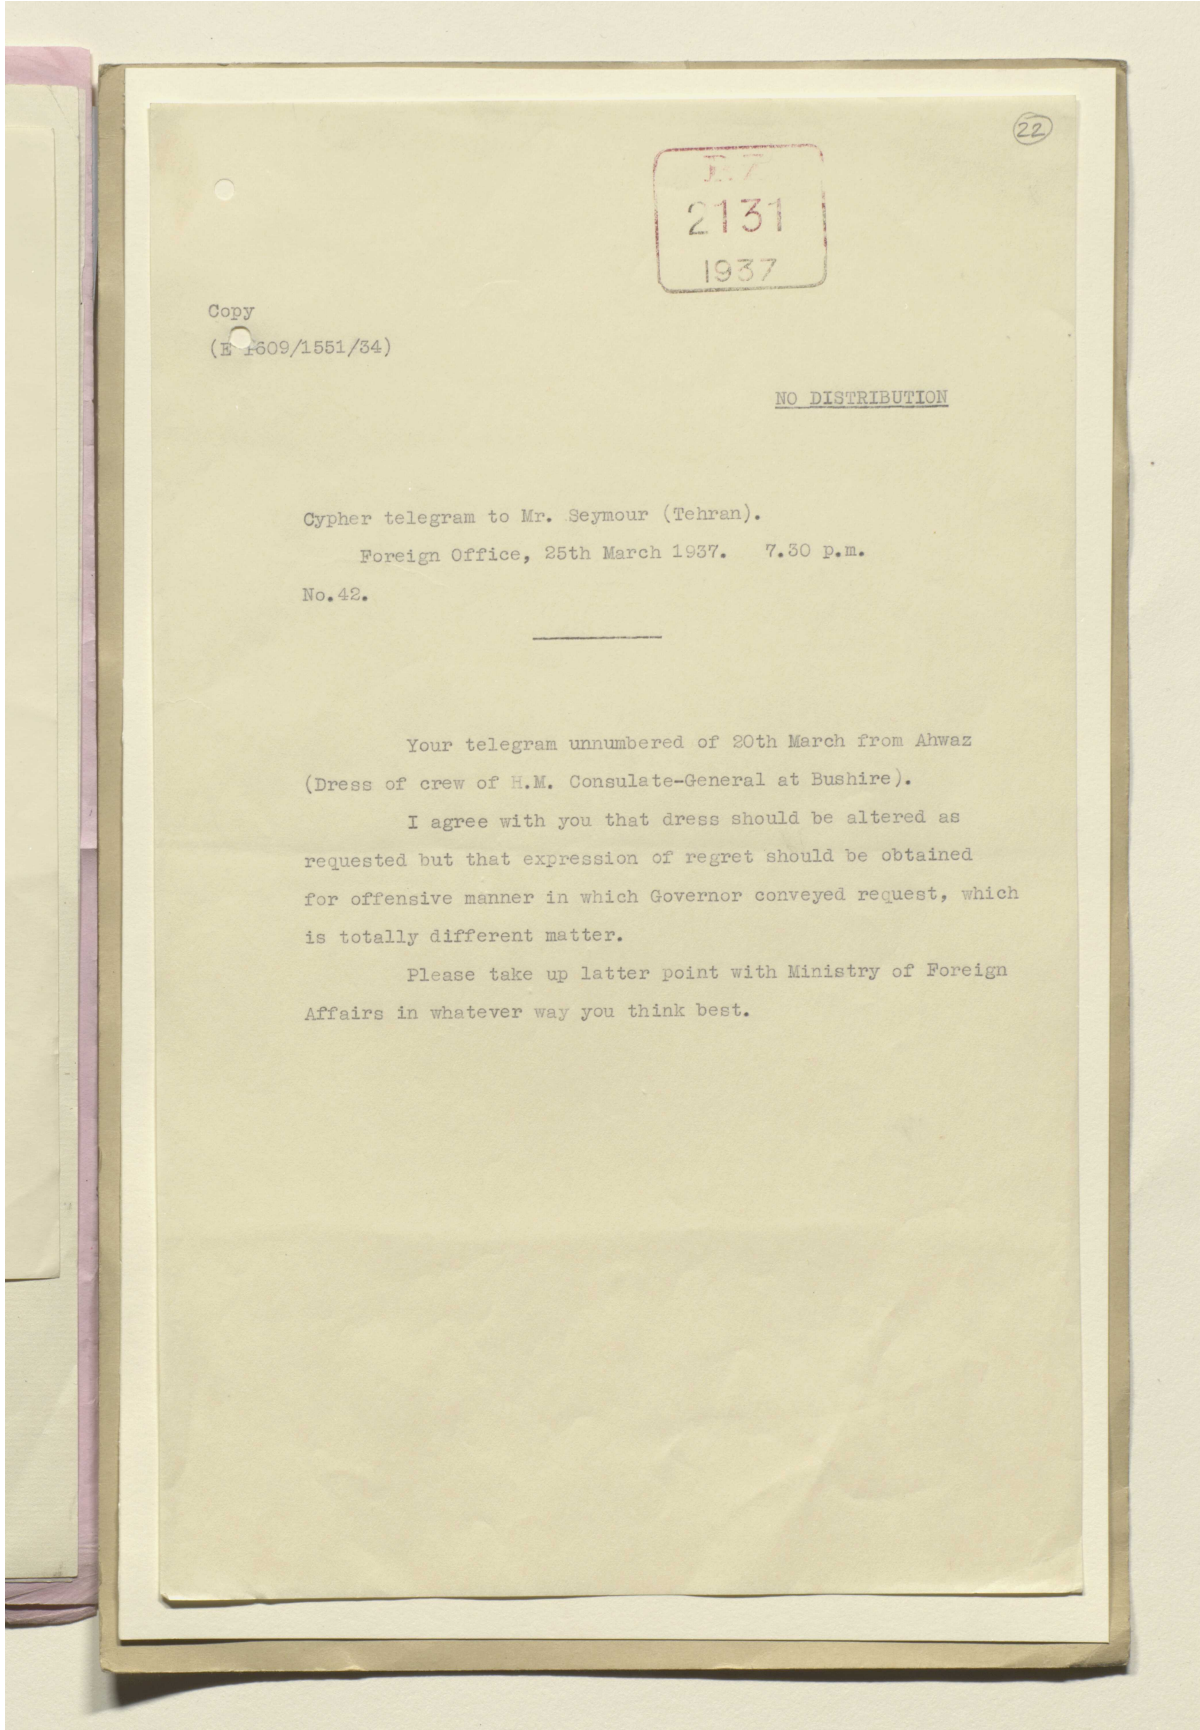 22
P.Z.
2131
1937
Copy
(E 1609/1551/34)
NO DISTRIBUTION
Cypher telegram to Mr. Seymour (Tehran).
Foreign Office, 25th March 1937. 7.30 p.m.
No.42.
Your telegram unnumbered of 20th March from Ahwaz
(Dress of crew of H.M. Consulate-General at Bushire).
I agree with you that dress should be altered as
requested but that expression of regret should be obtained
for offensive manner in which Governor conveyed request, which
is totally different matter.
Please take up latter point with Ministry of Foreign
Affairs in whatever way you think best.